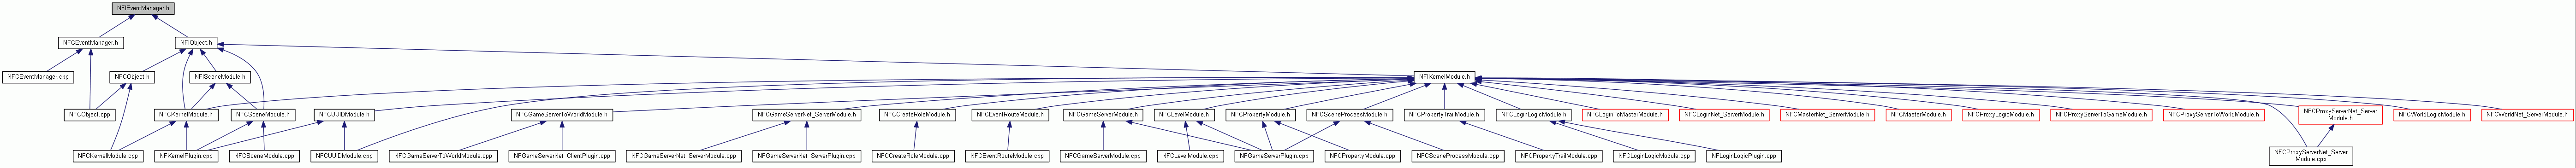 NFIEventManager.h
NFCEventManager.h
NFIObject.h
NFCEventManager.cpp
NFCObject.h
NFISceneModule.h
NFIKernelModule.h
NFCObject.cpp
NFCKernelModule.h
NFCSceneModule.h
NFCUUIDModule.h
NFCGameServerToWorldModule.h
NFCGameServerNet_ServerModule.h
NFCCreateRoleModule.h
NFCEventRouteModule.h
NFCGameServerModule.h
NFCLevelModule.h
NFCPropertyModule.h
NFCSceneProcessModule.h
NFCPropertyTrailModule.h
NFCLoginLogicModule.h
NFCLoginToMasterModule.h
NFCLoginNet_ServerModule.h
NFCMasterNet_ServerModule.h
NFCMasterModule.h
NFCProxyLogicModule.h
NFCProxyServerToGameModule.h
NFCProxyServerToWorldModule.h
NFCProxyServerNet_Server
Module.h
NFCWorldLogicModule.h
NFCWorldNet_ServerModule.h
NFCKernelModule.cpp
NFCKernelPlugin.cpp
NFCSceneModule.cpp
NFCUUIDModule.cpp
NFCGameServerToWorldModule.cpp
NFCGameServerNet_ClientPlugin.cpp
NFCGameServerNet_ServerModule.cpp
NFCGameServerNet_ServerPlugin.cpp
NFCCreateRoleModule.cpp
NFCEventRouteModule.cpp
NFCGameServerModule.cpp
NFCLevelModule.cpp
NFGameServerPlugin.cpp
NFCPropertyModule.cpp
NFCSceneProcessModule.cpp
NFCPropertyTrailModule.cpp
NFCLoginLogicModule.cpp
NFLoginLogicPlugin.cpp
NFCProxyServerNet_Server
Module.cpp